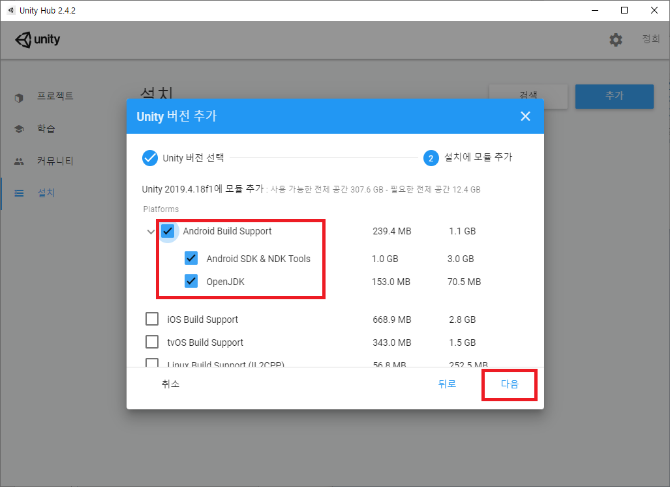 Unity Hub 2.4.2
unity
정희
프로젝트
학습
커뮤니티
설치
설치
검색
추가
Unity 버전 추가
Unity 버전 선택
2 설치에 모듈 추가
Unity 2019.4.18f1에 모듈 추가 : 사용 가능한 전체 공간 307.6 GB - 필요한 전체 공간 12.4 GB
Platforms
Android Build Support 239.4 MB 1.1 GB
Android SDK & NDK Tools 1.0 GB 3.0 GB
OpenJDK 153.0 MB 70.5 MB
iOS Build Support 668.9 MB 2.8 GB
tvOS Build Support 343.0 MB 1.5 GB
Linux Build Support (IL2CPP) 56.8 MB 252.5 MB
취소
뒤로
다음